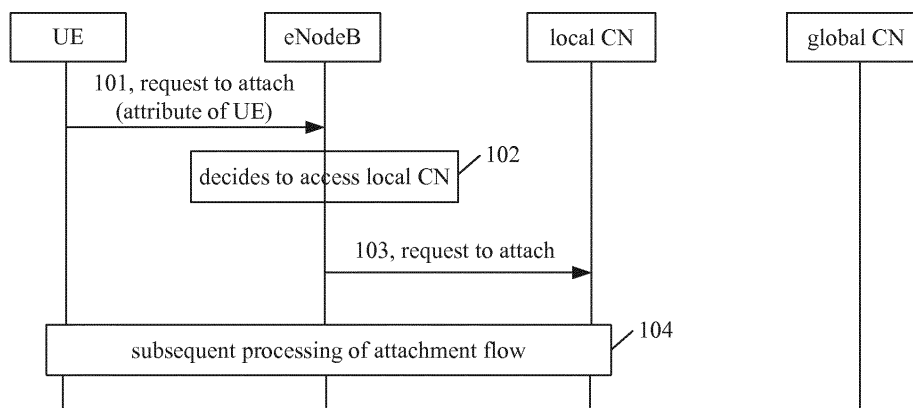 UE
eNodeB
local CN
global CN
101, request to attach
(attribute of UE)
102
decides to access local CN
103, request to attach
104
subsequent processing of attachment flow